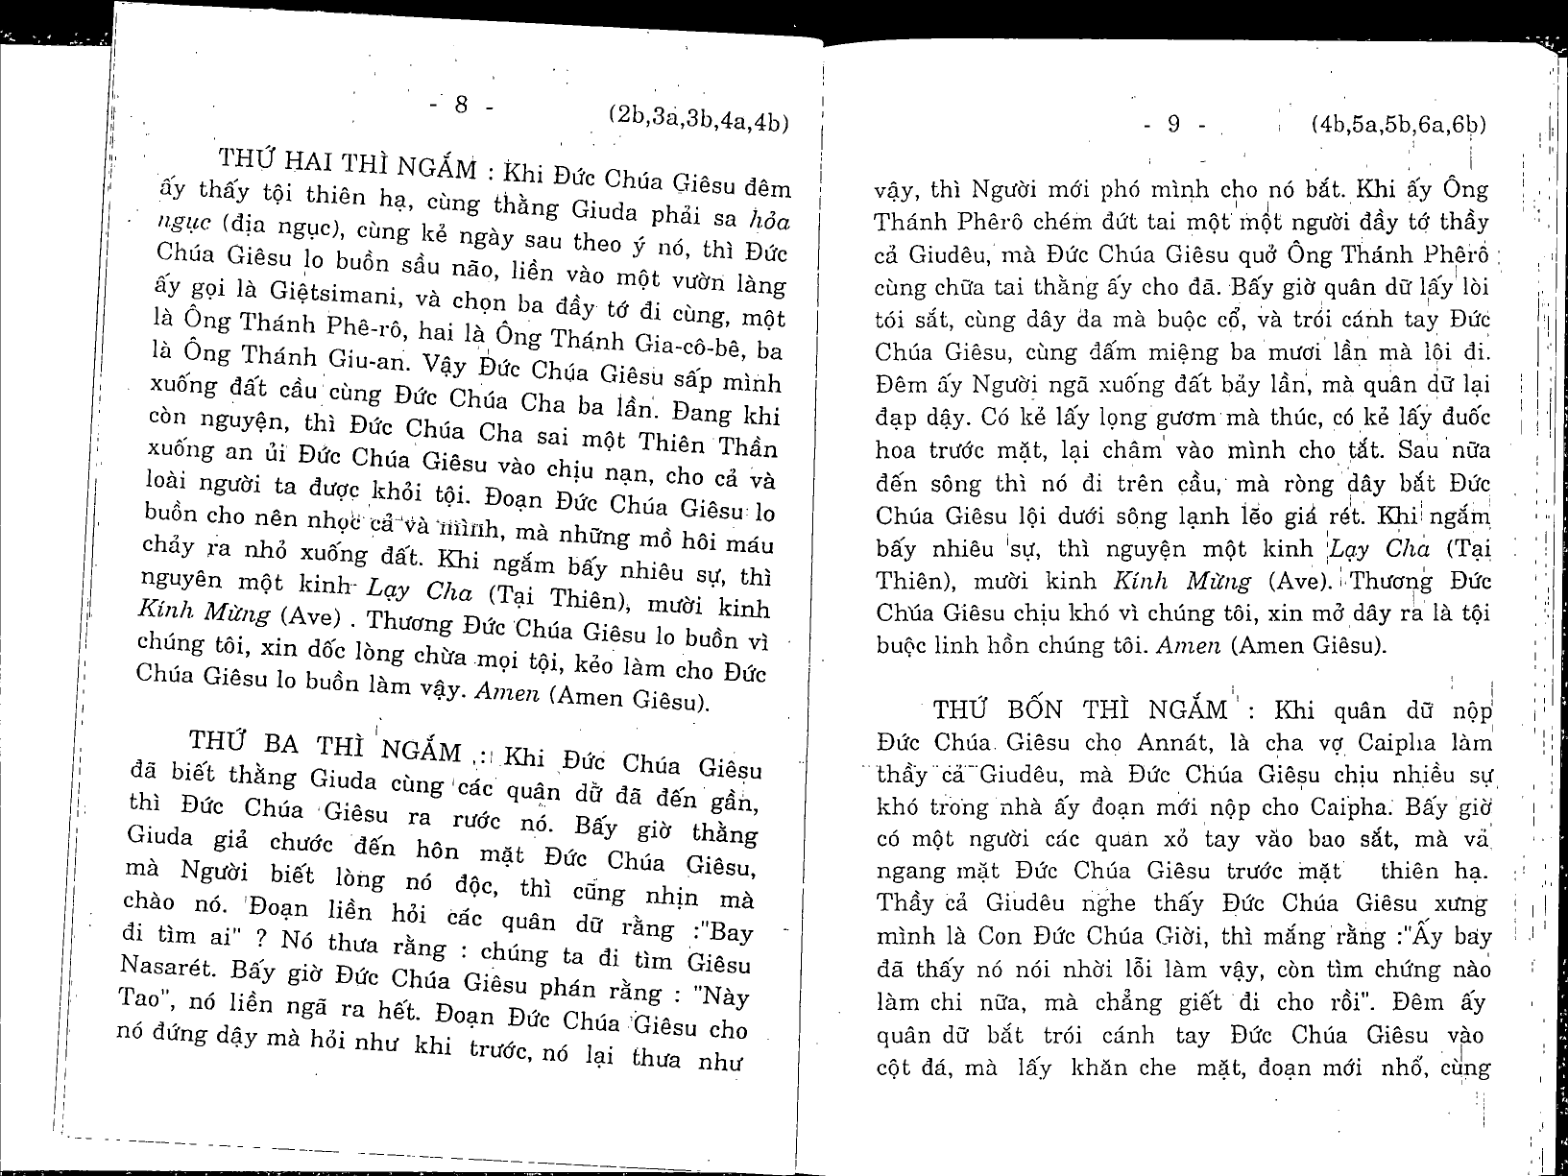 - 8 -
(2b,3a,3b,4a,4b)
THỨ HAI THÌ NGẮM : Khi Đức Chúa Giêsu đêm
ấy thấy tội thiên hạ, cùng thằng Giuda phải sa hỏa
ngục (địa ngục), cùng kẻ ngày sau theo ý nó, thì Đức
Chúa Giêsu lo buồn sầu não, liền vào một vườn làng
ấy gọi là Giệtsimani, và chọn ba đầy tớ đi cùng, một
là Ông Thánh Phê-rô, hai là Ông Thánh Gia-cô-bê, ba
là Ông Thánh Giu-an. Vậy Đức Chúa Giêsu sấp mình
xuống đất cầu cùng Đức Chúa Cha ba lần. Đang khi
còn nguyện, thì Đức Chúa Cha sai một Thiên Thần
xuống an ủi Đức Chúa Giêsu vào chịu nạn, cho cả và
loài người ta được khỏi tội. Đoạn Đức Chúa Giêsu lo
buồn cho nên nhọc cả và mình, mà những mồ hôi máu
chảy ra nhỏ xuống đất. Khi ngắm bấy nhiêu sự, thì
nguyên một kinh Lạy Cha (Tại Thiên), mười kinh
Kính Mừng (Ave) . Thương Đức Chúa Giêsu lo buồn vì
chúng tôi, xin dốc lòng chừa mọi tội, kẻo làm cho Đức
Chúa Giêsu lo buồn làm vậy. Amen (Amen Giêsu).
THỨ BA THÌ NGẮM : Khi Đức Chúa Giêsu
đã biết thằng Giuda cùng các quân dữ đã đến gần,
thì Đức Chúa Giêsu ra rước nó. Bấy giờ thằng
Giuda giả chước đến hôn mặt Đức Chúa Giêsu,
mà Người biết lòng nó độc, thì cũng nhịn mà
chào nó. Đoạn liền hỏi các quân dữ rằng :"Bay
đi tìm ai" ? Nó thưa rằng : chúng ta đi tìm Giêsu
Nasarét. Bấy giờ Đức Chúa Giêsu phán rằng : "Này
Tao", nó liền ngã ra hết. Đoạn Đức Chúa Giêsu cho
nó đứng dậy mà hỏi như khi trước, nó lại thưa như
- 9 -
(4b,5a,5b,6a,6b)
vậy, thì Người mới phó mình cho nó bắt. Khi ấy Ông
Thánh Phêrô chém đứt tai một một người đầy tớ thầy
cả Giudêu, mà Đức Chúa Giêsu quở Ông Thánh Phêrô
cùng chữa tai thằng ấy cho đã. Bấy giờ quân dữ lấy lòi
tói sắt, cùng dây da mà buộc cổ, và trói cánh tay Đức
Chúa Giêsu, cùng đấm miệng ba mươi lần mà lội đi.
Đêm ấy Người ngã xuống đất bảy lần, mà quân dữ lại
đạp dậy. Có kẻ lấy lọng gươm mà thúc, có kẻ lấy đuốc
hoa trước mặt, lại châm vào mình cho tắt. Sau nữa
đến sông thì nó đi trên cầu, mà ròng dây bắt Đức
Chúa Giêsu lội dưới sông lạnh lẽo giá rét. Khi ngắm
bấy nhiêu sự, thì nguyện một kinh Lạy Cha (Tại
Thiên), mười kinh Kính Mừng (Ave). Thương Đức
Chúa Giêsu chịu khó vì chúng tôi, xin mở dây ra là tội
buộc linh hồn chúng tôi. Amen (Amen Giêsu).
THỨ BỐN THÌ NGẮM : Khi quân dữ nộp
Đức Chúa Giêsu cho Annát, là cha vợ Caipha làm
thầy cả Giudêu, mà Đức Chúa Giêsu chịu nhiều sự
khó trong nhà ấy đoạn mới nộp cho Caipha. Bấy giờ
có một người các quan xỏ tay vào bao sắt, mà vả
ngang mặt Đức Chúa Giêsu trước mặt thiên hạ.
Thầy cả Giudêu nghe thấy Đức Chúa Giêsu xưng
mình là Con Đức Chúa Giời, thì mắng rằng :"Ấy bay
đã thấy nó nói nhời lỗi làm vậy, còn tìm chứng nào
làm chi nữa, mà chẳng giết đi cho rồi". Đêm ấy
quân dữ bắt trói cánh tay Đức Chúa Giêsu vào
cột đá, mà lấy khăn che mặt, đoạn mới nhổ, cùng